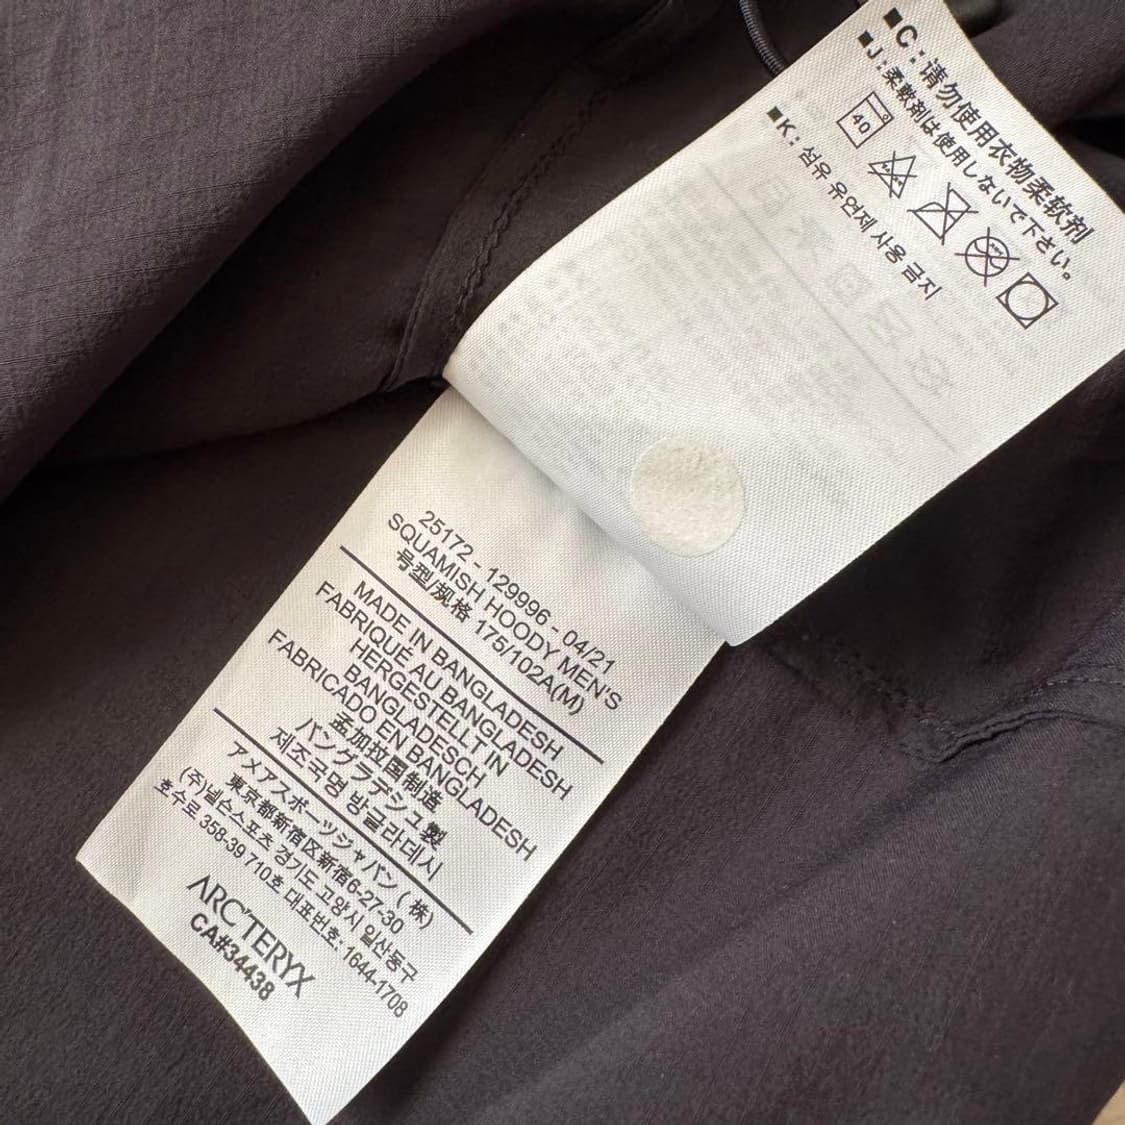 ■C:请勿使用衣物柔软剂
■J:柔軟剤は使用しないで下さい。
40
■K:섬유 유연제 사용 금지
25172 - 129996 - 04/21
SQUAMISH HOODY MEN'S
号型/规格 175/102A(M)
MADE IN BANGLADESH
FABRIQUÉ AU BANGLADESH
HERGESTELLT IN
BANGLADESCH
FABRICADO EN BANGLADESH
孟加拉国制造
バングラデシュ製
제조국명 방글라데시
アメアスポーツジャパン(株)
東京都新宿区新宿6-27-30
(주)넬슨스포츠 경기도 고양시 일산동구
호수로 358-39 710호 대표번호: 1644-1708
ARC'TERYX
CA#34438